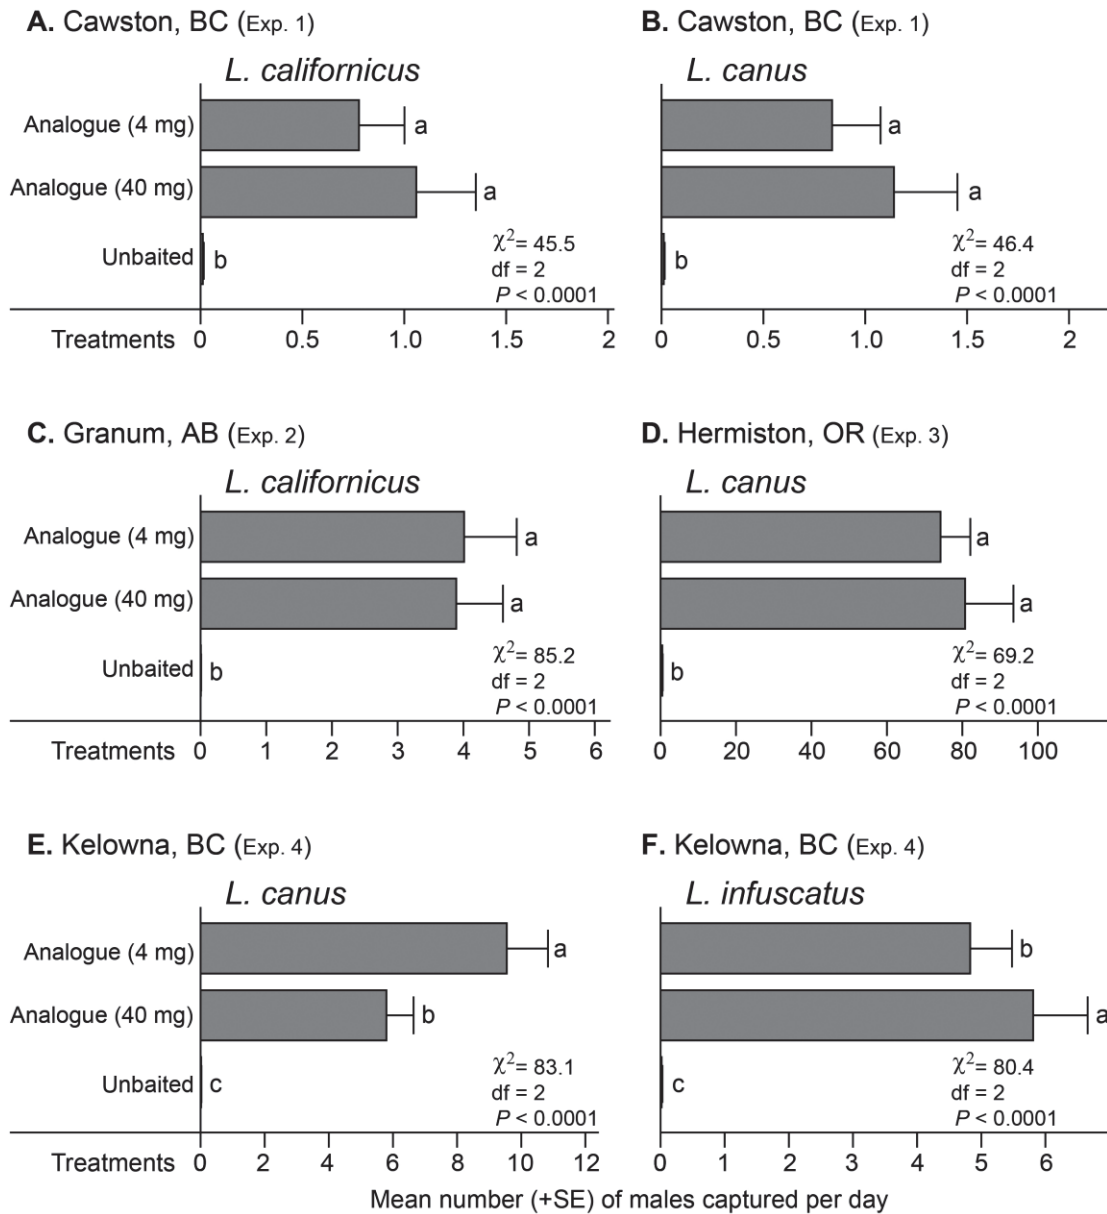 A. Cawston, BC (Exp. 1)
L. californicus
Analogue (4 mg)
a
Analogue (40 mg)
a
Unbaited
b
χ²= 45.5
df = 2
P < 0.0001
Treatments 0 0.5 1.0 1.5 2
B. Cawston, BC (Exp. 1)
L. canus
a
a
b
χ²= 46.4
df = 2
P < 0.0001
0 0.5 1.0 1.5 2
C. Granum, AB (Exp. 2)
L. californicus
Analogue (4 mg)
a
Analogue (40 mg)
a
Unbaited
b
χ²= 85.2
df = 2
P < 0.0001
Treatments 0 1 2 3 4 5 6
D. Hermiston, OR (Exp. 3)
L. canus
a
a
b
χ²= 69.2
df = 2
P < 0.0001
0 20 40 60 80 100
E. Kelowna, BC (Exp. 4)
L. canus
Analogue (4 mg)
a
Analogue (40 mg)
b
Unbaited
c
χ²= 83.1
df = 2
P < 0.0001
Treatments 0 2 4 6 8 10 12
F. Kelowna, BC (Exp. 4)
L. infuscatus
b
a
c
χ²= 80.4
df = 2
P < 0.0001
0 1 2 3 4 5 6
Mean number (+SE) of males captured per day